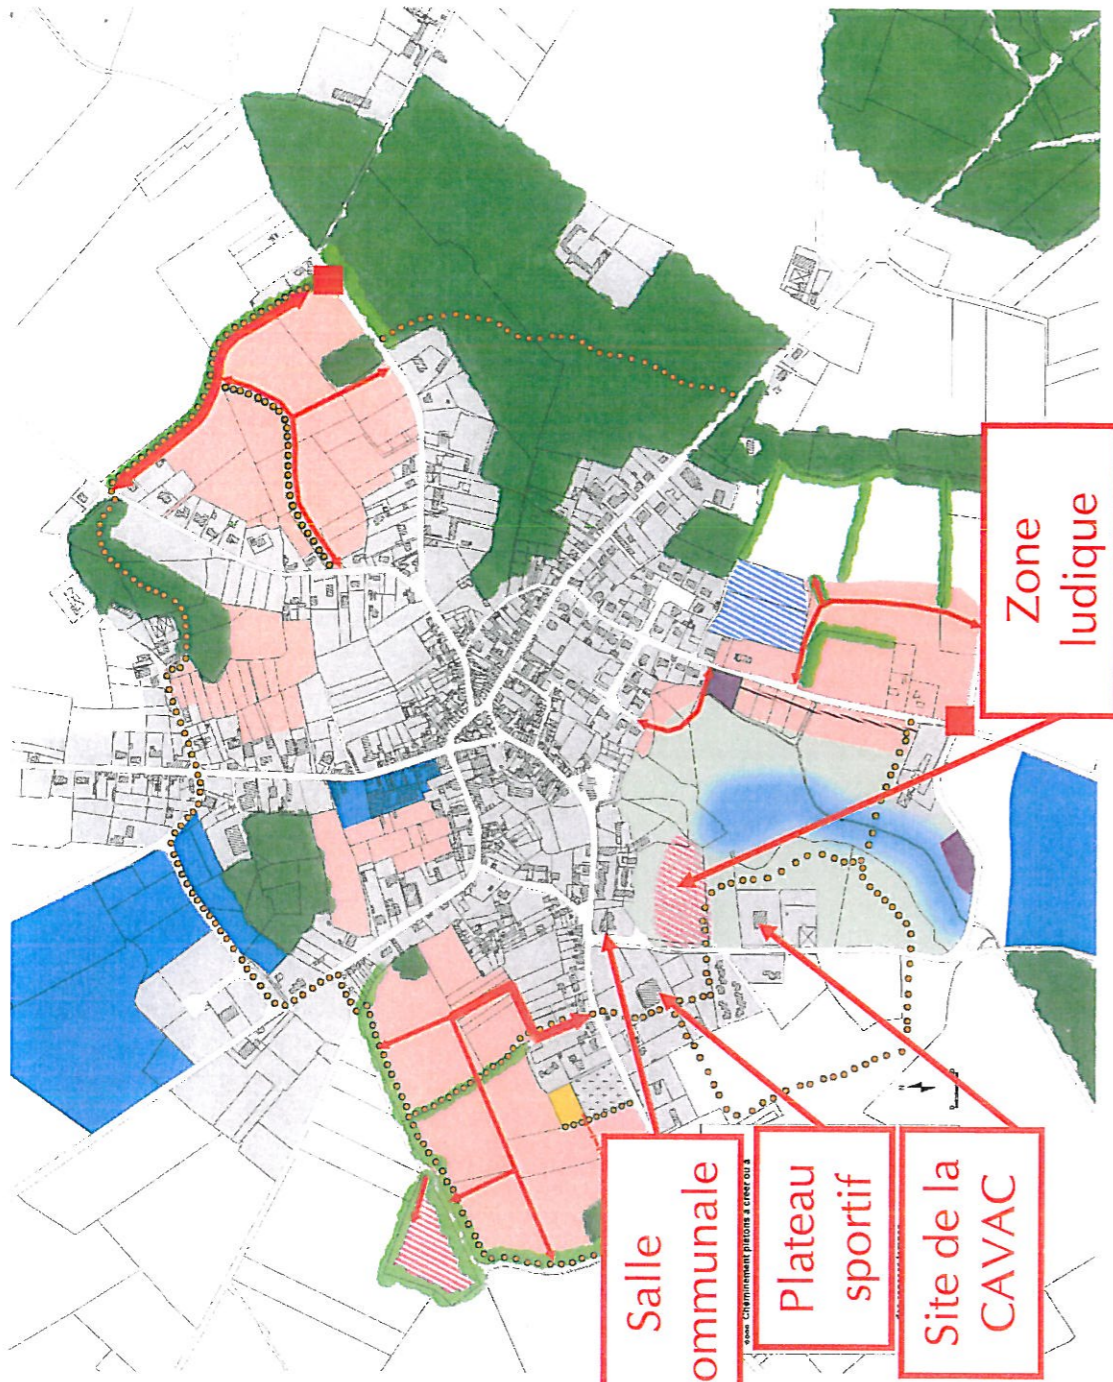 Zone
ludique
Salle
ommunale
Cheminement piétons à créer ou à
Plateau
sportif
Site de la
CAVAC